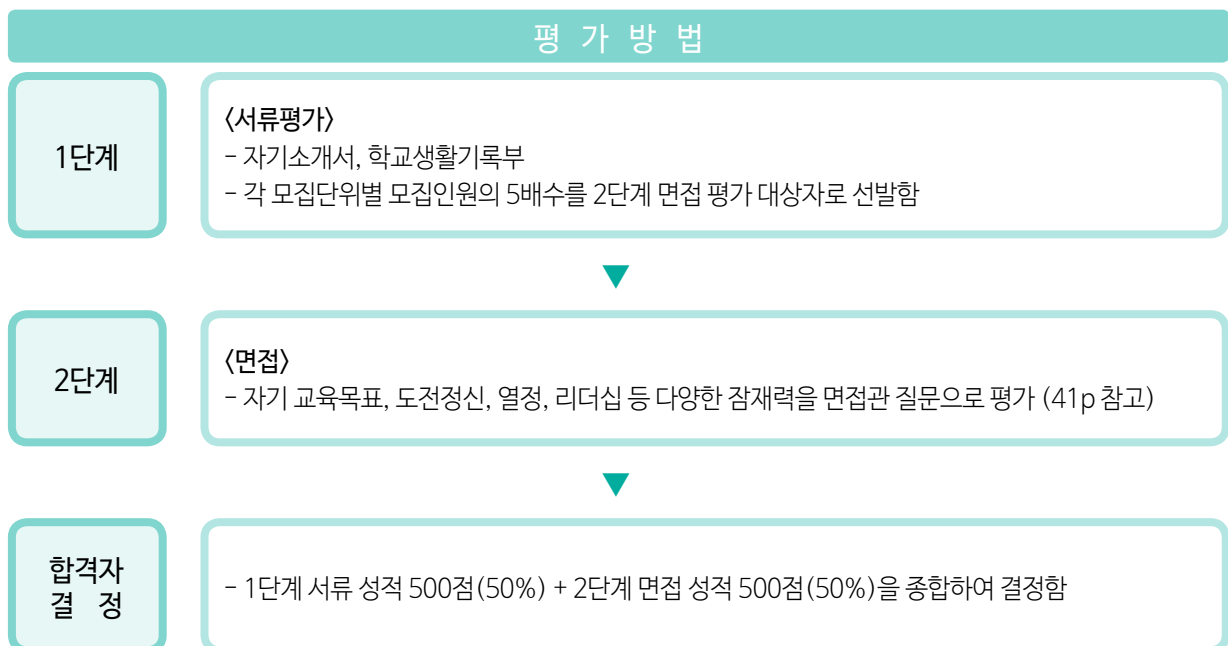 평 가 방 법
1단계
<서류평가>
- 자기소개서, 학교생활기록부
- 각 모집단위별 모집인원의 5배수를 2단계 면접 평가 대상자로 선발함
▼
2단계
<면접>
- 자기 교육목표, 도전정신, 열정, 리더십 등 다양한 잠재력을 면접관 질문으로 평가 (41p 참고)
▼
합격자
결 정
- 1단계 서류 성적 500점(50%) + 2단계 면접 성적 500점(50%)을 종합하여 결정함